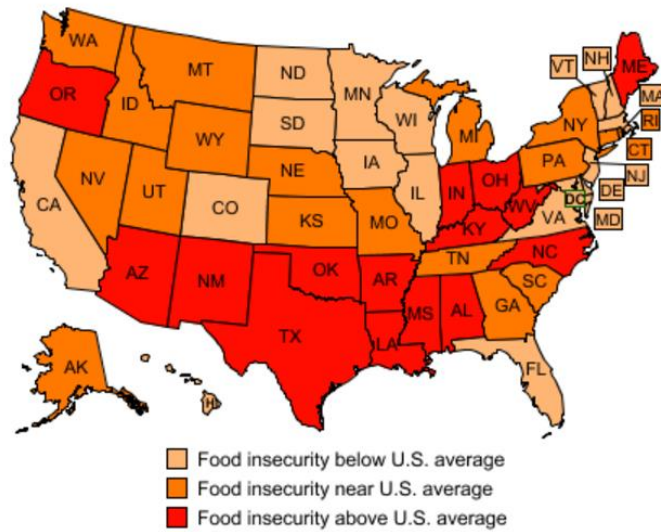 WA
MT
ND
MN
VT
NH
ME
OR
ID
SD
WI
MI
NY
MA
RI
WY
IA
PA
CT
NV
NE
IL
IN
OH
NJ
UT
CO
WV
DC
DE
CA
KS
MO
KY
VA
MD
TN
NC
AZ
NM
OK
AR
SC
MS
AL
GA
TX
LA
AK
H
FL
Food insecurity below U.S. average
Food insecurity near U.S. average
Food insecurity above U.S. average